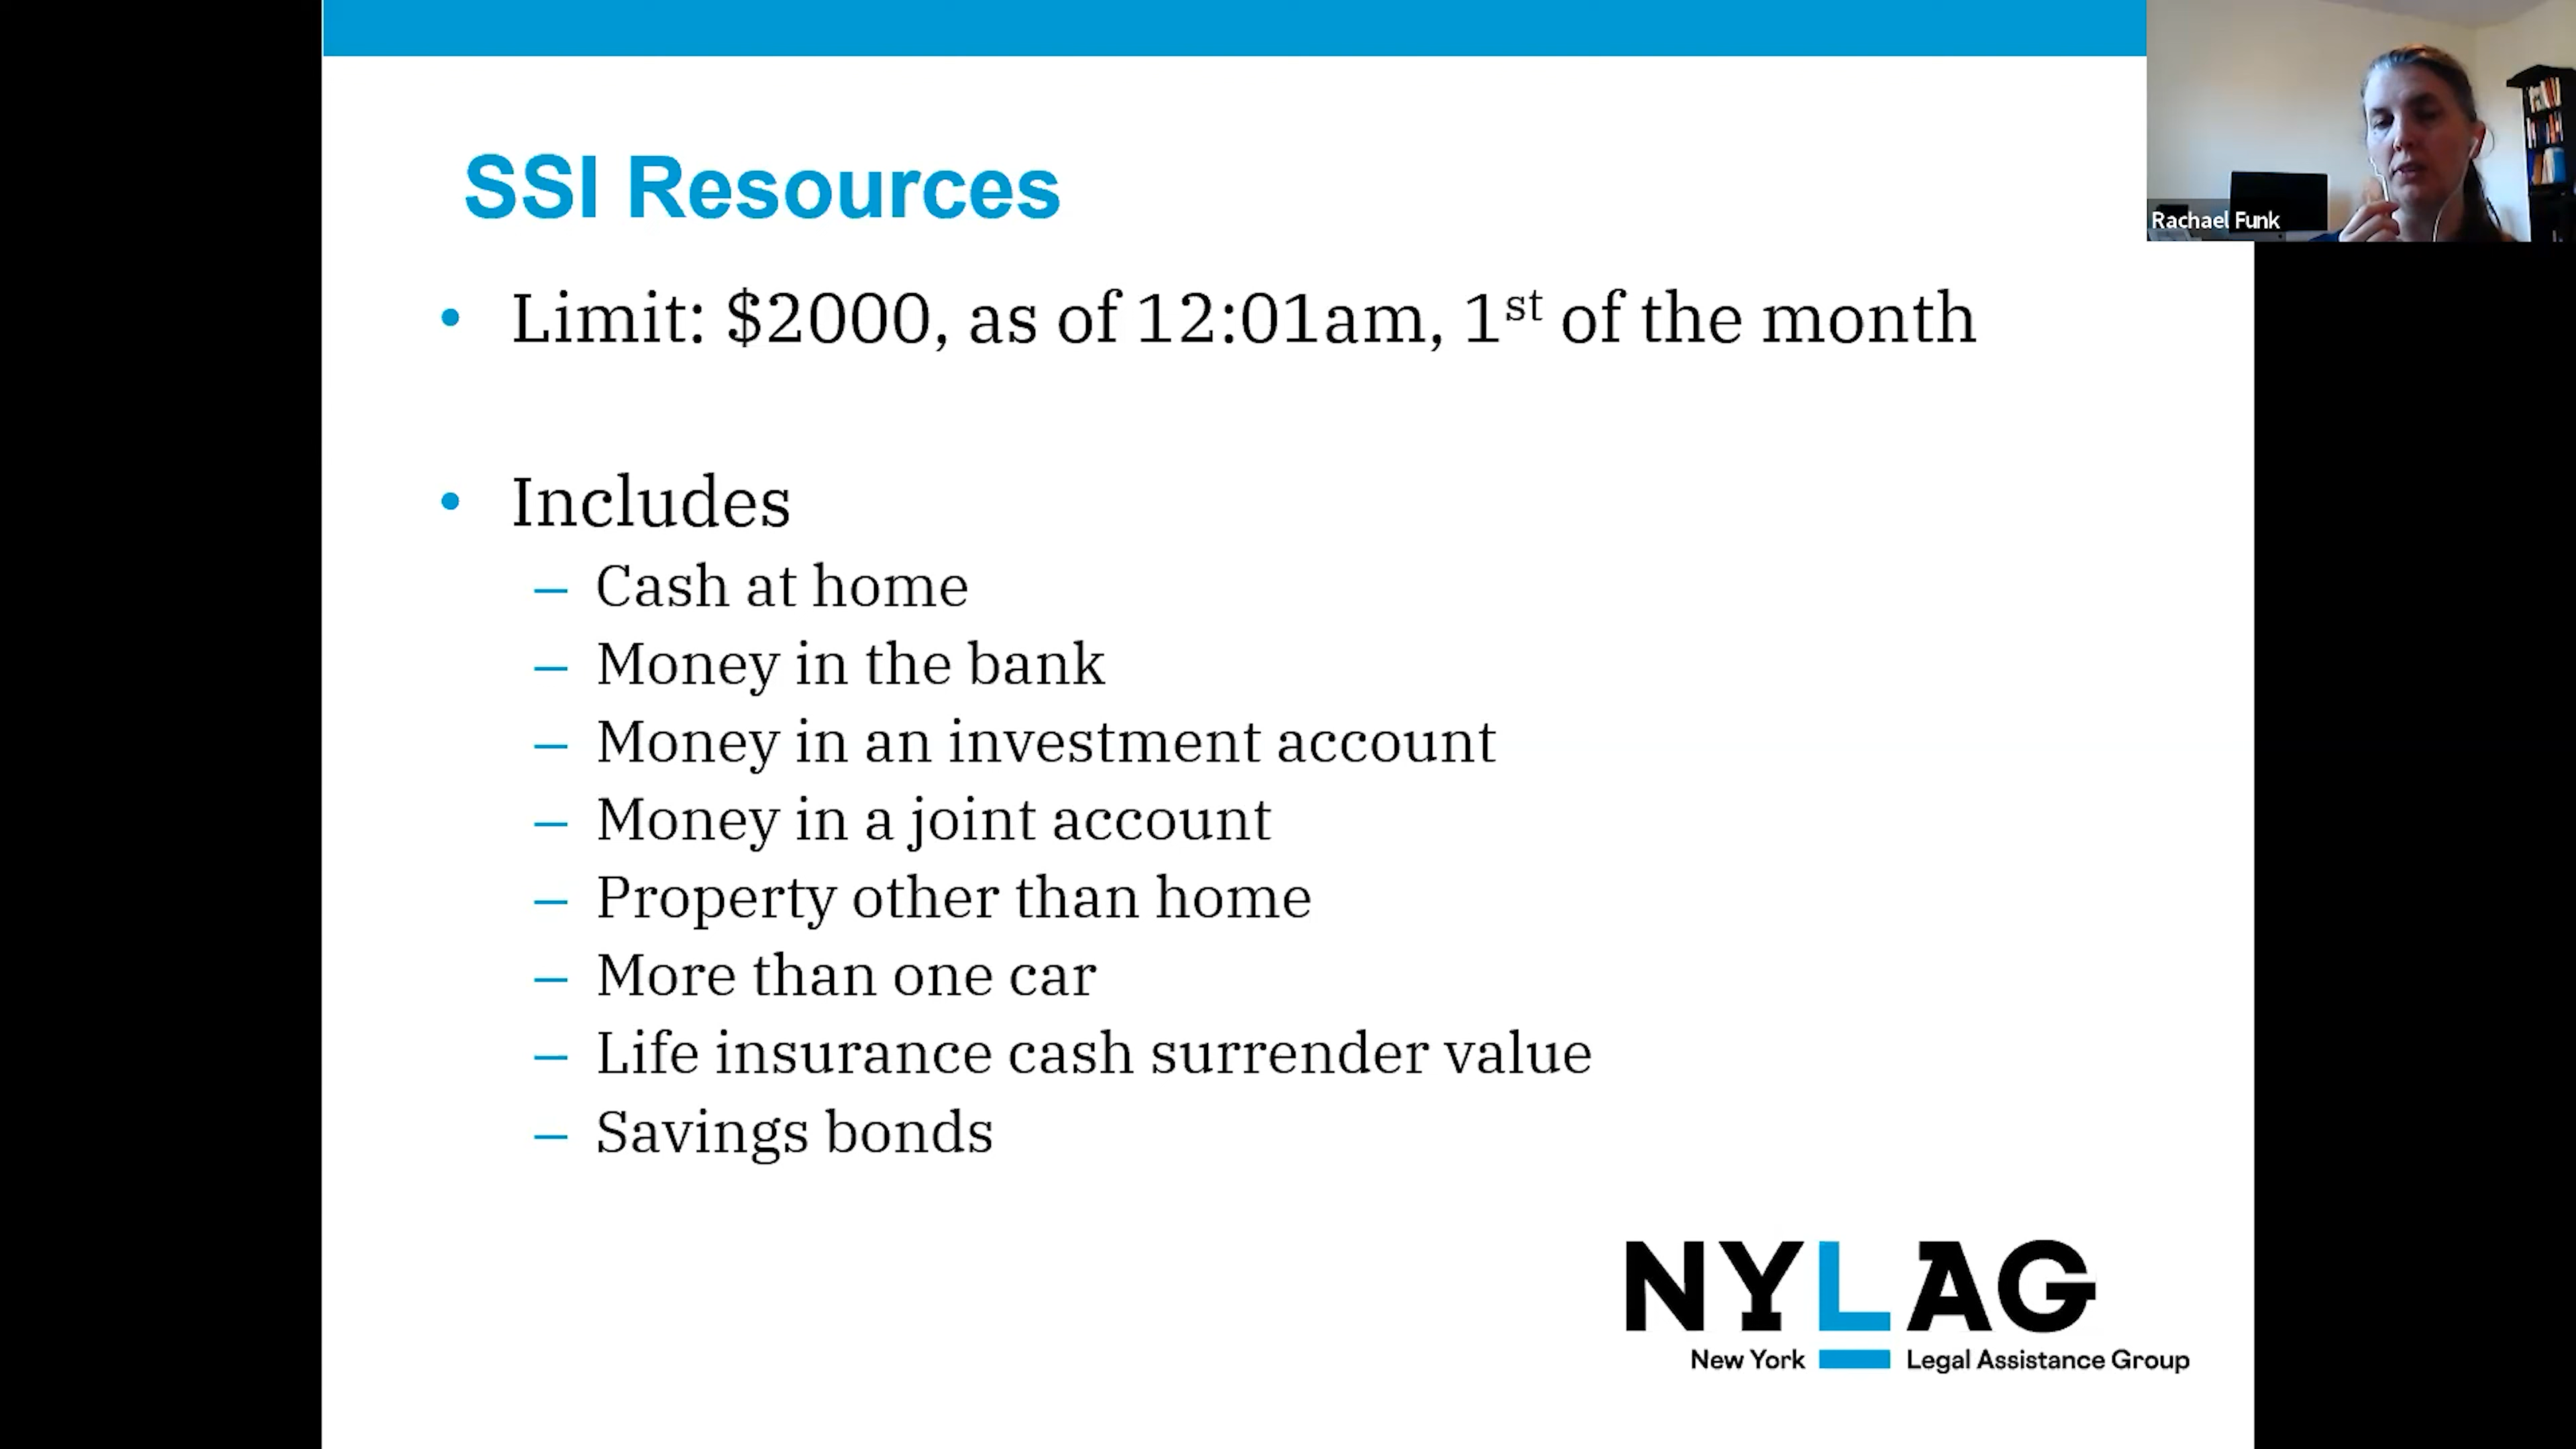 SSI Resources
• Limit: $2000, as of 12:01am, 1st of the month
• Includes
– Cash at home
– Money in the bank
– Money in an investment account
– Money in a joint account
– Property other than home
– More than one car
– Life insurance cash surrender value
– Savings bonds
Rachael Funk
NYLAG
New York Legal Assistance Group